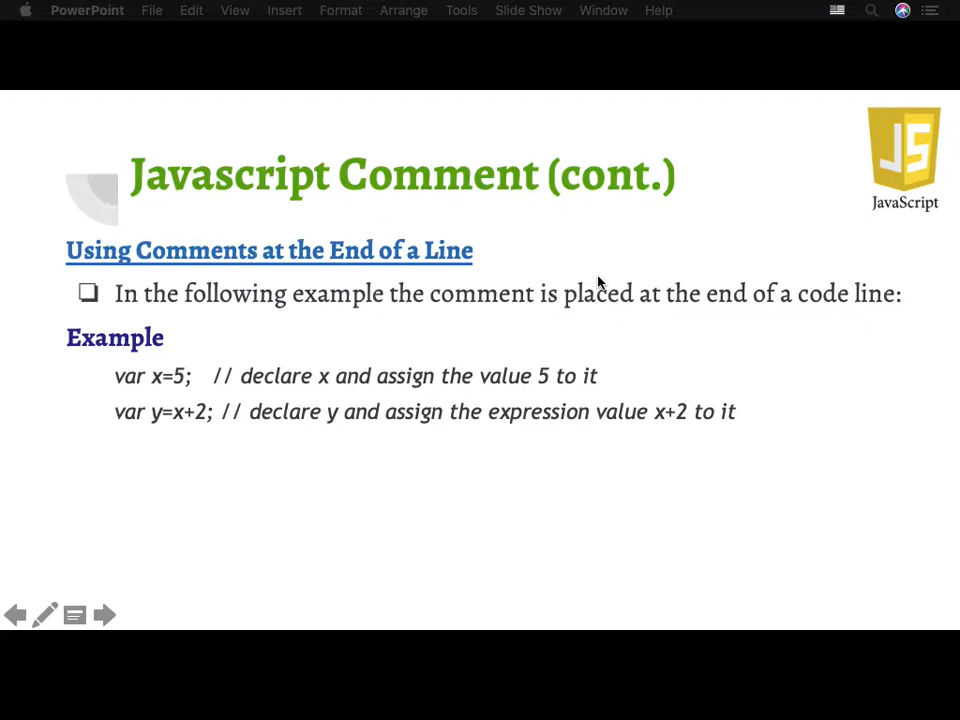 PowerPoint File Edit View Insert Format Arrange Tools Slide Show Window Help
JS
JavaScript
Javascript Comment (cont.)
Using Comments at the End of a Line
❑ In the following example the comment is placed at the end of a code line:
Example
var x=5; // declare x and assign the value 5 to it
var y=x+2; // declare y and assign the expression value x+2 to it